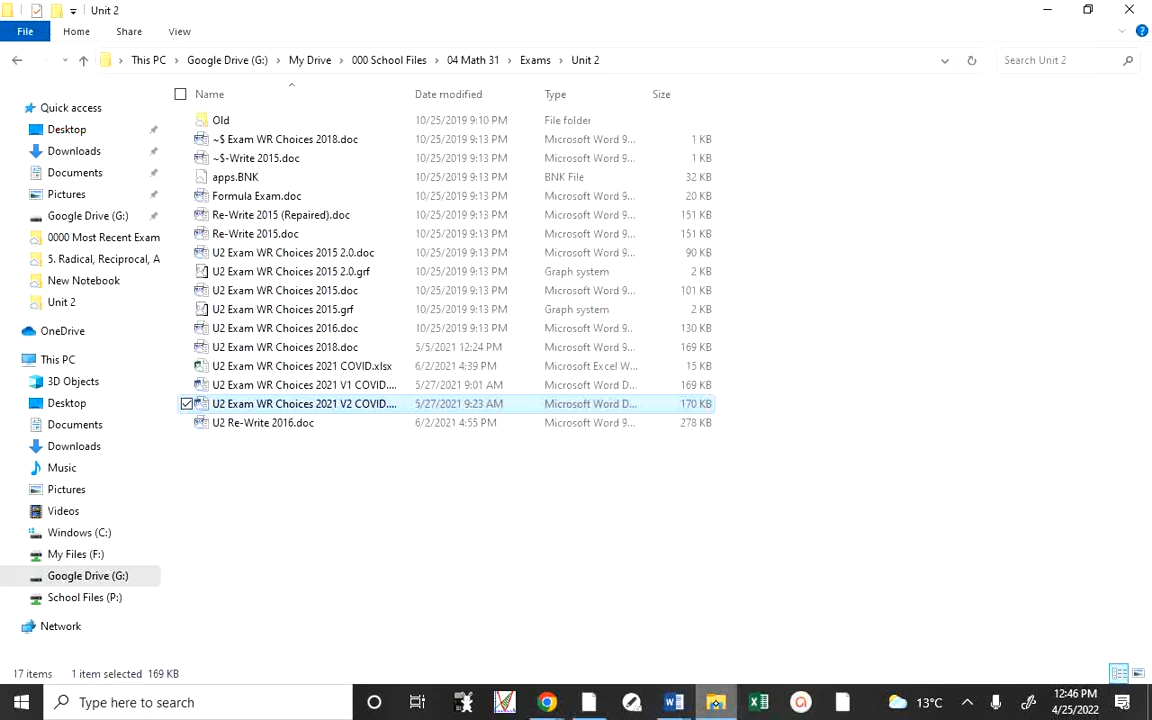 Unit 2
File Home Share View
This PC Google Drive (G:) My Drive 000 School Files 04 Math 31 Exams Unit 2 Search Unit 2
Name Date modified Type Size
Quick access
Desktop
Downloads
Documents
Pictures
Google Drive (G:)
0000 Most Recent Exam
5. Radical, Reciprocal, A
New Notebook
Unit 2
OneDrive
This PC
3D Objects
Desktop
Documents
Downloads
Music
Pictures
Videos
Windows (C:)
My Files (F:)
Google Drive (G:)
School Files (P:)
Network
Old 10/25/2019 9:10 PM File folder
~$ Exam WR Choices 2018.doc 10/25/2019 9:13 PM Microsoft Word 9... 1 KB
~$-Write 2015.doc 10/25/2019 9:13 PM Microsoft Word 9... 1 KB
apps.BNK 10/25/2019 9:13 PM BNK File 32 KB
Formula Exam.doc 10/25/2019 9:13 PM Microsoft Word 9... 20 KB
Re-Write 2015 (Repaired).doc 10/25/2019 9:13 PM Microsoft Word 9... 151 KB
Re-Write 2015.doc 10/25/2019 9:13 PM Microsoft Word 9... 151 KB
U2 Exam WR Choices 2015 2.0.doc 10/25/2019 9:13 PM Microsoft Word 9... 90 KB
U2 Exam WR Choices 2015 2.0.grf 10/25/2019 9:13 PM Graph system 2 KB
U2 Exam WR Choices 2015.doc 10/25/2019 9:13 PM Microsoft Word 9... 101 KB
U2 Exam WR Choices 2015.grf 10/25/2019 9:13 PM Graph system 2 KB
U2 Exam WR Choices 2016.doc 10/25/2019 9:13 PM Microsoft Word 9.. 130 KB
U2 Exam WR Choices 2018.doc 5/5/2021 12:24 PM Microsoft Word 9... 169 KB
U2 Exam WR Choices 2021 COVID.xlsx 6/2/2021 4:39 PM Microsoft Excel W... 15 KB
U2 Exam WR Choices 2021 V1 COVID.... 5/27/2021 9:01 AM Microsoft Word D... 169 KB
U2 Exam WR Choices 2021 V2 COVID.... 5/27/2021 9:23 AM Microsoft Word D... 170 KB
U2 Re-Write 2016.doc 6/2/2021 4:55 PM Microsoft Word 9... 278 KB
17 items 1 item selected 169 KB
Type here to search 13°C 12:46 PM
4/25/2022